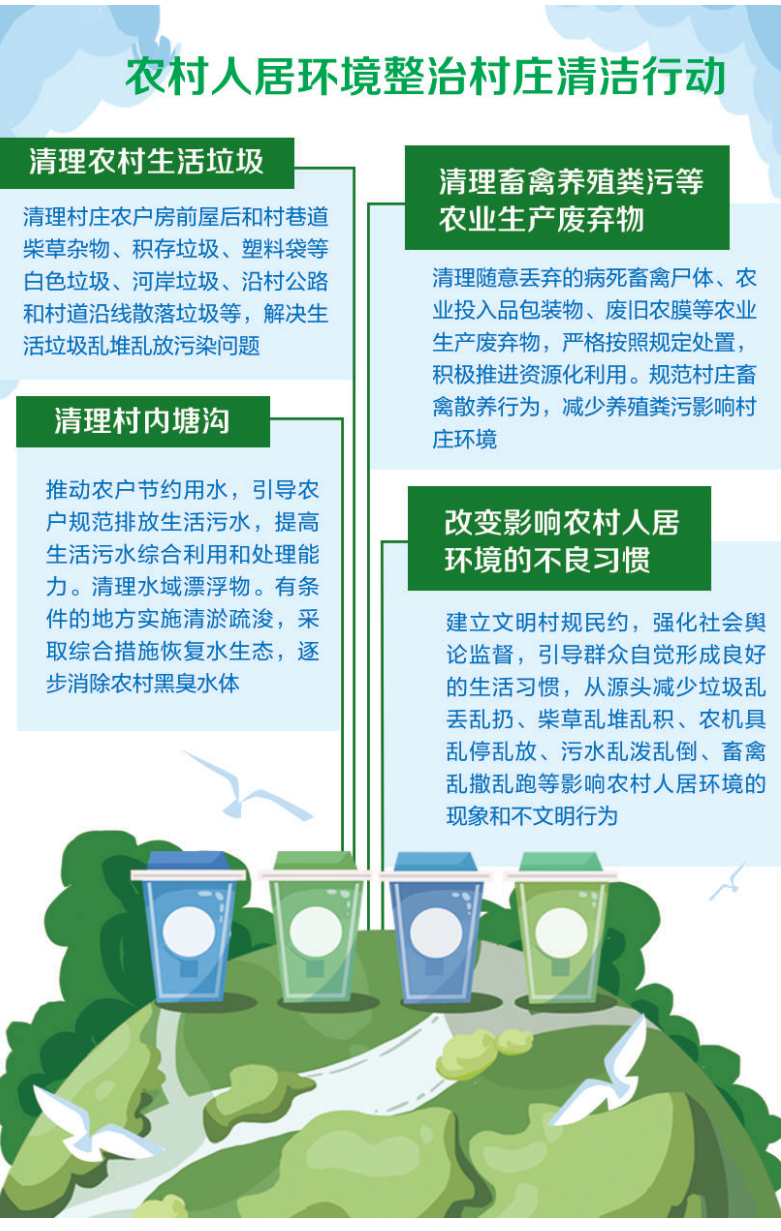 农村人居环境整治村庄清洁行动
清理农村生活垃圾
清理村庄农户房前屋后和村巷道
柴草杂物、积存垃圾、塑料袋等
白色垃圾、河岸垃圾、沿村公路
和村道沿线散落垃圾等，解决生
活垃圾乱堆乱放污染问题
清理村内塘沟
推动农户节约用水，引导农
户规范排放生活污水，提高
生活污水综合利用和处理能
力。清理水域漂浮物。有条
件的地方实施清淤疏浚，采
取综合措施恢复水生态，逐
步消除农村黑臭水体
清理畜禽养殖粪污等
农业生产废弃物
清理随意丢弃的病死畜禽尸体、农
业投入品包装物、废旧农膜等农业
生产废弃物，严格按照规定处置，
积极推进资源化利用。规范村庄畜
禽散养行为，减少养殖粪污影响村
庄环境
改变影响农村人居
环境的不良习惯
建立文明村规民约，强化社会舆
论监督，引导群众自觉形成良好
的生活习惯，从源头减少垃圾乱
丢乱扔、柴草乱堆乱积、农机具
乱停乱放、污水乱泼乱倒、畜禽
乱撒乱跑等影响农村人居环境的
现象和不文明行为